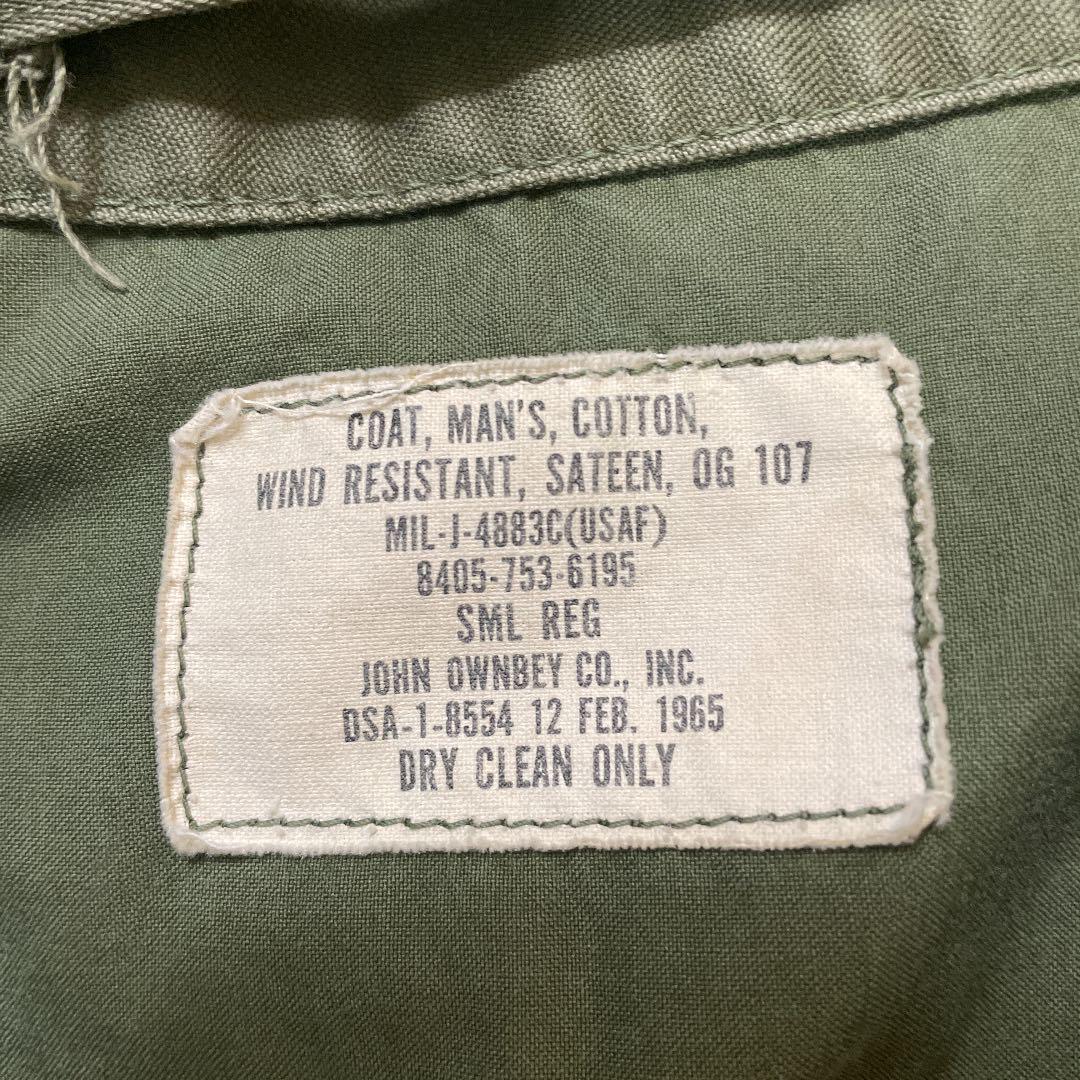 COAT, MAN'S, COTTON,
WIND RESISTANT, SATEEN, OG 107
MIL-J-4883C(USAF)
8405-753-6195
SML REG
JOHN OWNBEY CO., INC.
DSA-1-8554 12 FEB. 1965
DRY CLEAN ONLY